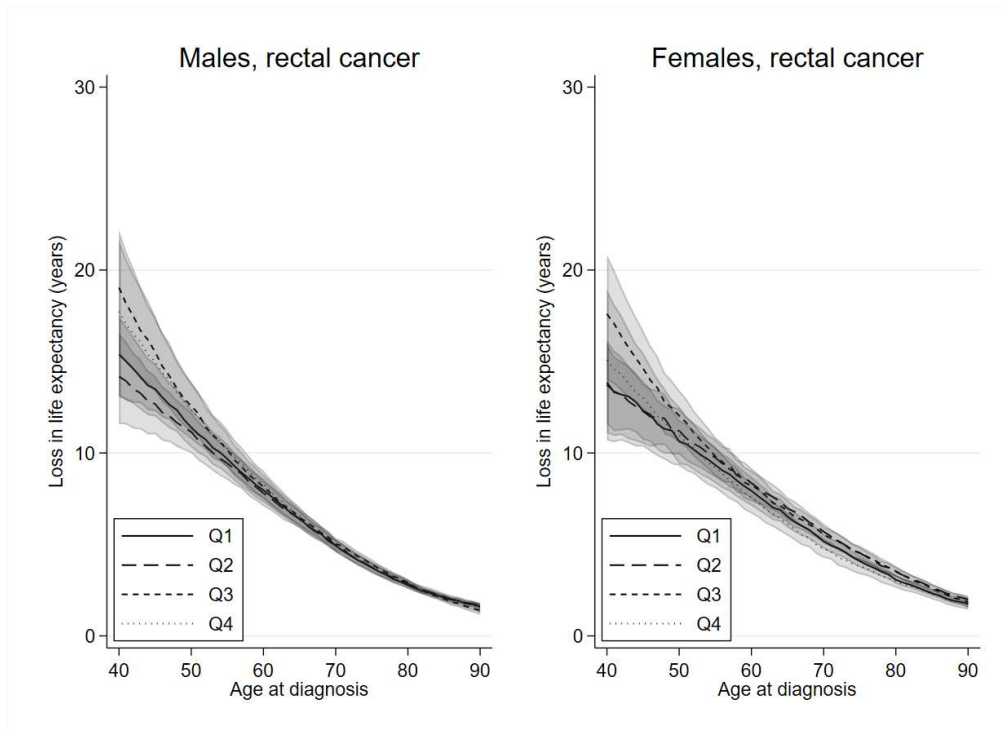 Males, rectal cancer
30
20
10
0
Loss in life expectancy (years)
Q1
Q2
Q3
Q4
40 50 60 70 80 90
Age at diagnosis
Females, rectal cancer
30
20
10
0
Loss in life expectancy (years)
Q1
Q2
Q3
Q4
40 50 60 70 80 90
Age at diagnosis